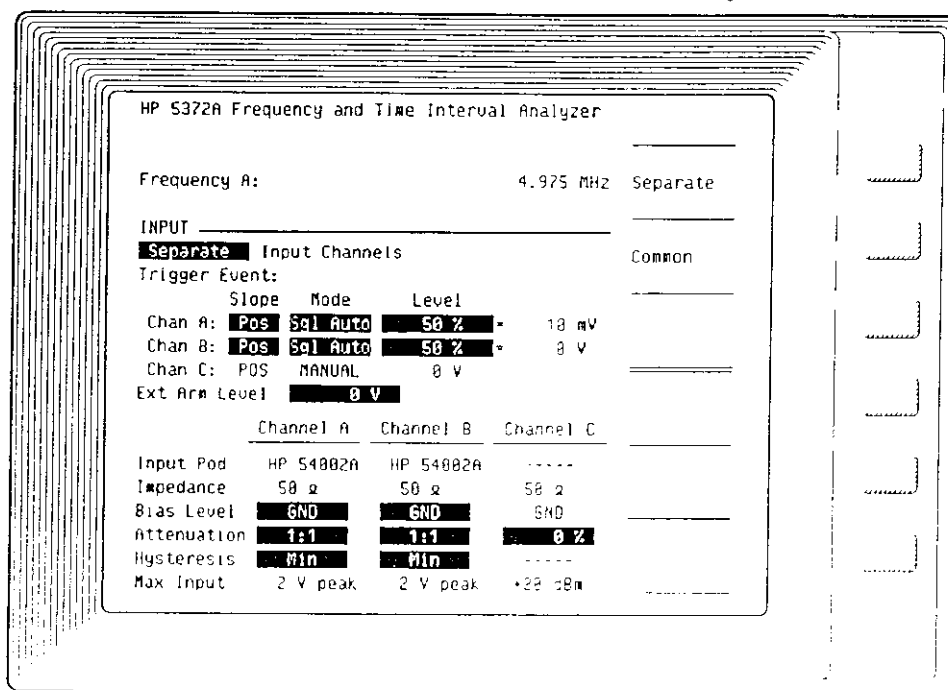 HP 5372A Frequency and Time Interval Analyzer
Frequency A: 4.975 MHz
Separate
INPUT
Separate Input Channels
Common
Trigger Event:
Slope Mode Level
Chan A: Pos Sgl Auto 50 % = 10 mV
Chan B: Pos Sgl Auto 50 % = 0 V
Chan C: POS MANUAL 0 V
Ext Arm Level 0 V
Channel A Channel B Channel C
Input Pod HP 54002A HP 54002A -----
Impedance 50 Ω 50 Ω 50 Ω
Bias Level GND GND GND
Attenuation 1:1 1:1 0 %
Hysteresis Min Min -----
Max Input 2 V peak 2 V peak +20 dBm